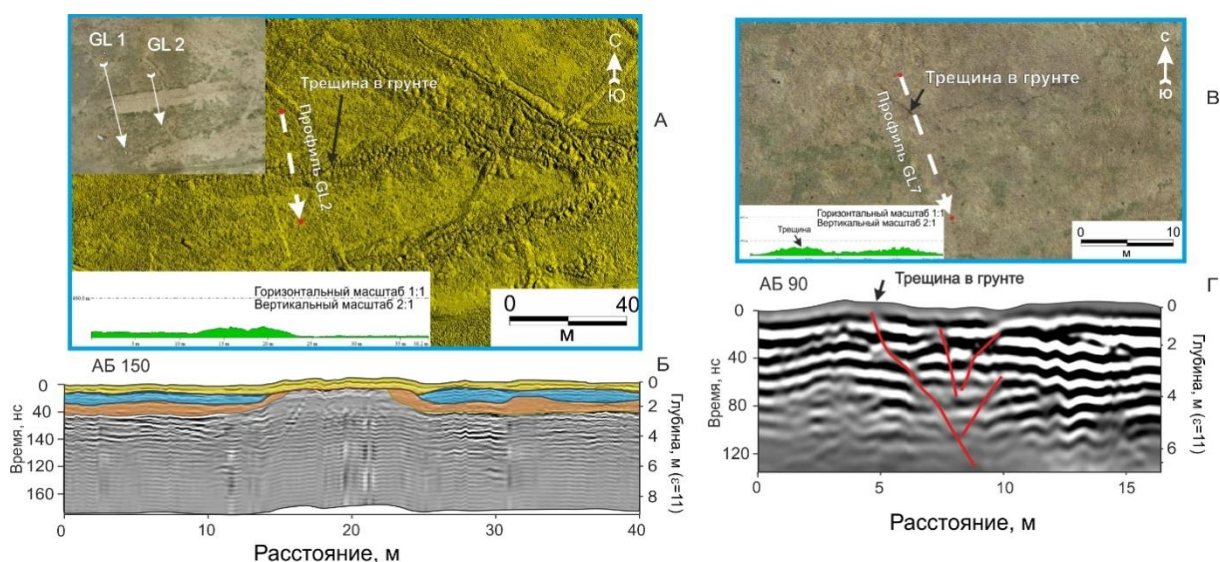 GL 1
GL 2
Трещина в грунте
С
Ю
А
Профиль GL2
Горизонтальный масштаб 1:1
Вертикальный масштаб 2:1
0 40
м
АБ 150
Б
0
40
140
120
160
Время, нс
0
2
4
6
8
Глубина, м (ε=11)
0 10 20 30 40
Расстояние, м
С
Ю
В
Трещина в грунте
Профиль GL7
Горизонтальный масштаб 1:1
Вертикальный масштаб 2:1
Трещина
0 10
м
АБ 90
Трещина в грунте
Г
0
40
80
120
Время, нс
0
2
4
6
Глубина, м (ε=11)
0 5 10 15
Расстояние, м